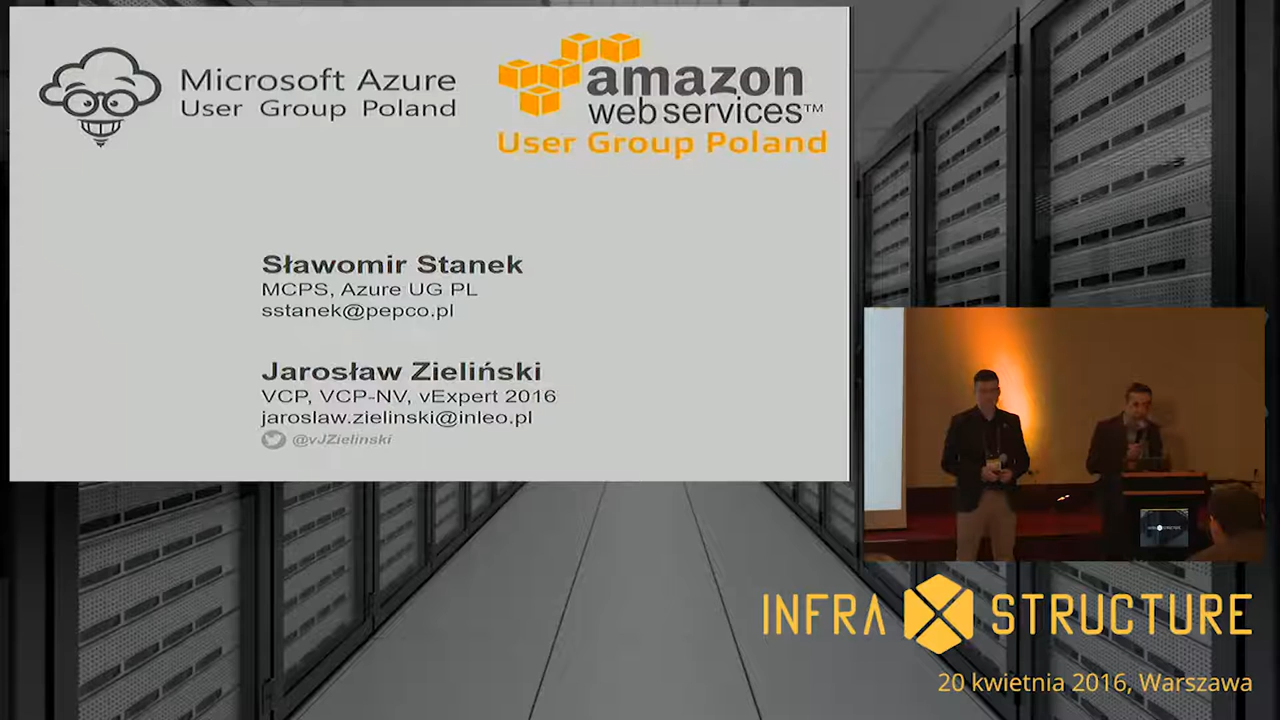 Microsoft Azure
User Group Poland
amazon
web services™
User Group Poland
Sławomir Stanek
MCPS, Azure UG PL
sstanek@pepco.pl
Jarosław Zieliński
VCP, VCP-NV, vExpert 2016
jaroslaw.zielinski@inleo.pl
@vJZielinski
INFRA STRUCTURE
20 kwietnia 2016, Warszawa